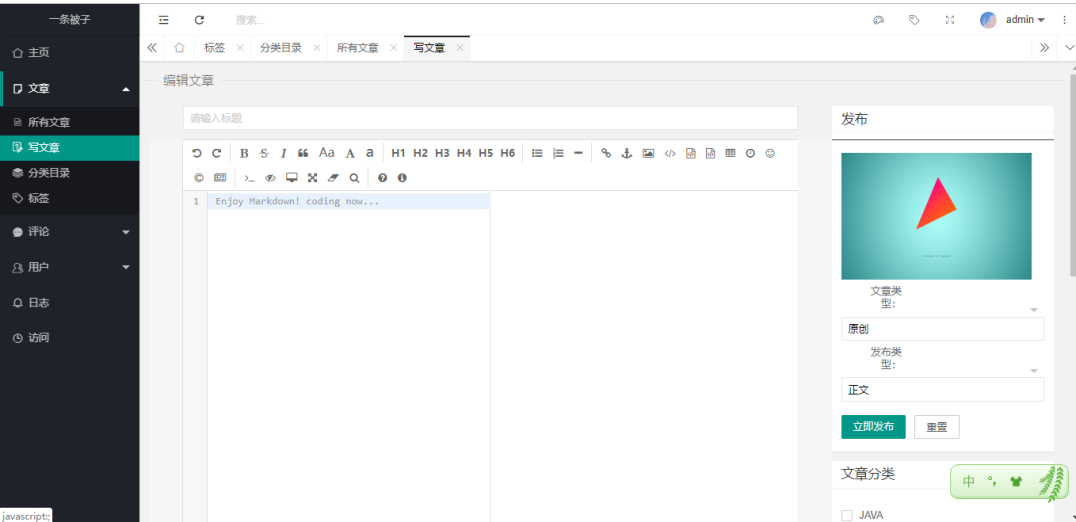 一条被子
搜索...
admin
主页
标签
分类目录
所有文章
写文章
文章
所有文章
写文章
分类目录
标签
评论
用户
日志
访问
编辑文章
请输入标题
B S I “ Aa A a H1 H2 H3 H4 H5 H6
1 Enjoy Markdown! coding now...
发布
文章类
型:
原创
发布类
型:
正文
立即发布 重置
文章分类
JAVA
中 °,
javascript:;